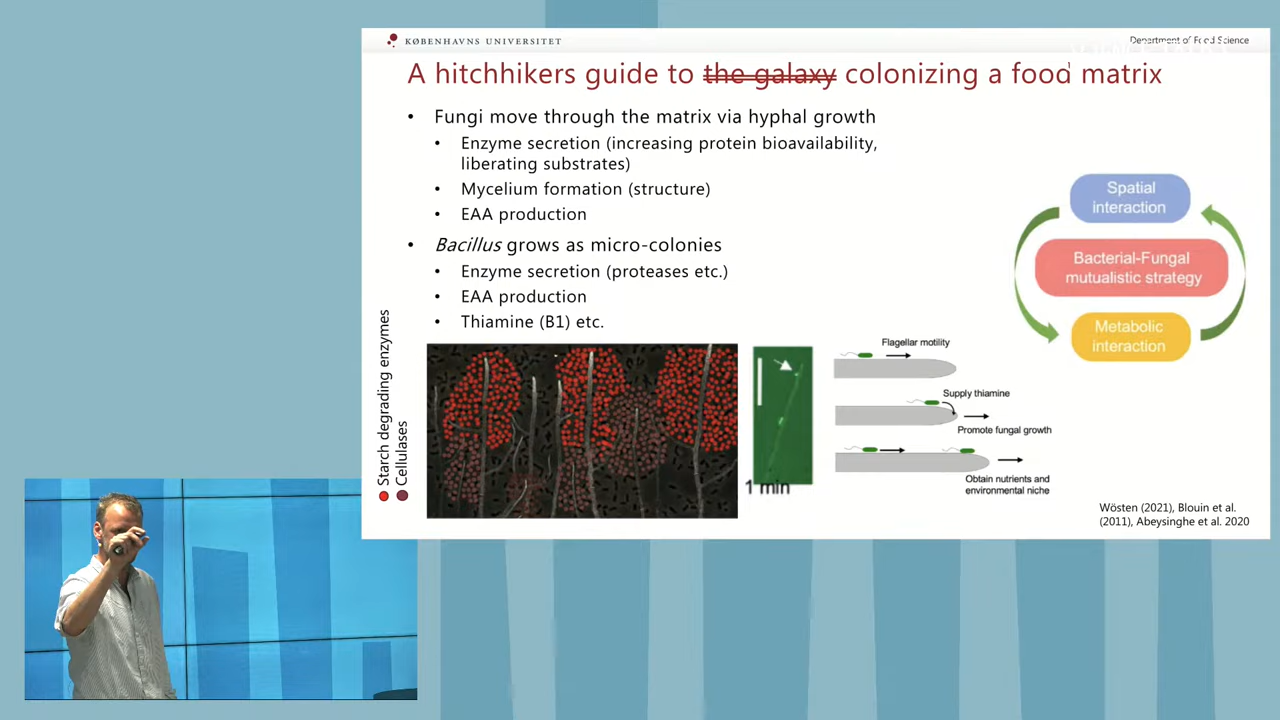 KØBENHAVNS UNIVERSITET
Department of Food Science
A hitchhikers guide to the galaxy colonizing a food matrix
• Fungi move through the matrix via hyphal growth
• Enzyme secretion (increasing protein bioavailability,
liberating substrates)
• Mycelium formation (structure)
• EAA production
• Bacillus grows as micro-colonies
• Enzyme secretion (proteases etc.)
• EAA production
• Thiamine (B1) etc.
Spatial
interaction
Bacterial-Fungal
mutualistic strategy
Metabolic
interaction
Starch degrading enzymes
Cellulases
1 min
Flagellar motility
Supply thiamine
Promote fungal growth
Obtain nutrients and
environmental niche
Wösten (2021), Blouin et al.
(2011), Abeysinghe et al. 2020